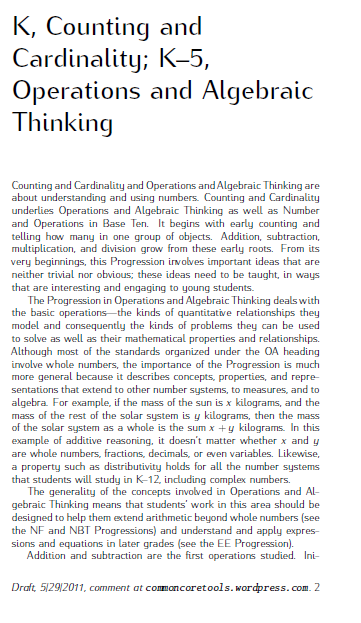 K, Counting and
Cardinality; K–5,
Operations and Algebraic
Thinking
Counting and Cardinality and Operations and Algebraic Thinking are
about understanding and using numbers. Counting and Cardinality
underlies Operations and Algebraic Thinking as well as Number
and Operations in Base Ten. It begins with early counting and
telling how many in one group of objects. Addition, subtraction,
multiplication, and division grow from these early roots. From its
very beginnings, this Progression involves important ideas that are
neither trivial nor obvious; these ideas need to be taught, in ways
that are interesting and engaging to young students.
The Progression in Operations and Algebraic Thinking deals with
the basic operations—the kinds of quantitative relationships they
model and consequently the kinds of problems they can be used
to solve as well as their mathematical properties and relationships.
Although most of the standards organized under the OA heading
involve whole numbers, the importance of the Progression is much
more general because it describes concepts, properties, and repre-
sentations that extend to other number systems, to measures, and to
algebra. For example, if the mass of the sun is x kilograms, and the
mass of the rest of the solar system is y kilograms, then the mass
of the solar system as a whole is the sum x + y kilograms. In this
example of additive reasoning, it doesn't matter whether x and y
are whole numbers, fractions, decimals, or even variables. Likewise,
a property such as distributivity holds for all the number systems
that students will study in K–12, including complex numbers.
The generality of the concepts involved in Operations and Al-
gebraic Thinking means that students' work in this area should be
designed to help them extend arithmetic beyond whole numbers (see
the NF and NBT Progressions) and understand and apply expres-
sions and equations in later grades (see the EE Progression).
Addition and subtraction are the first operations studied. Ini-
Draft, 5/29/2011, comment at commoncoretools.wordpress.com. 2